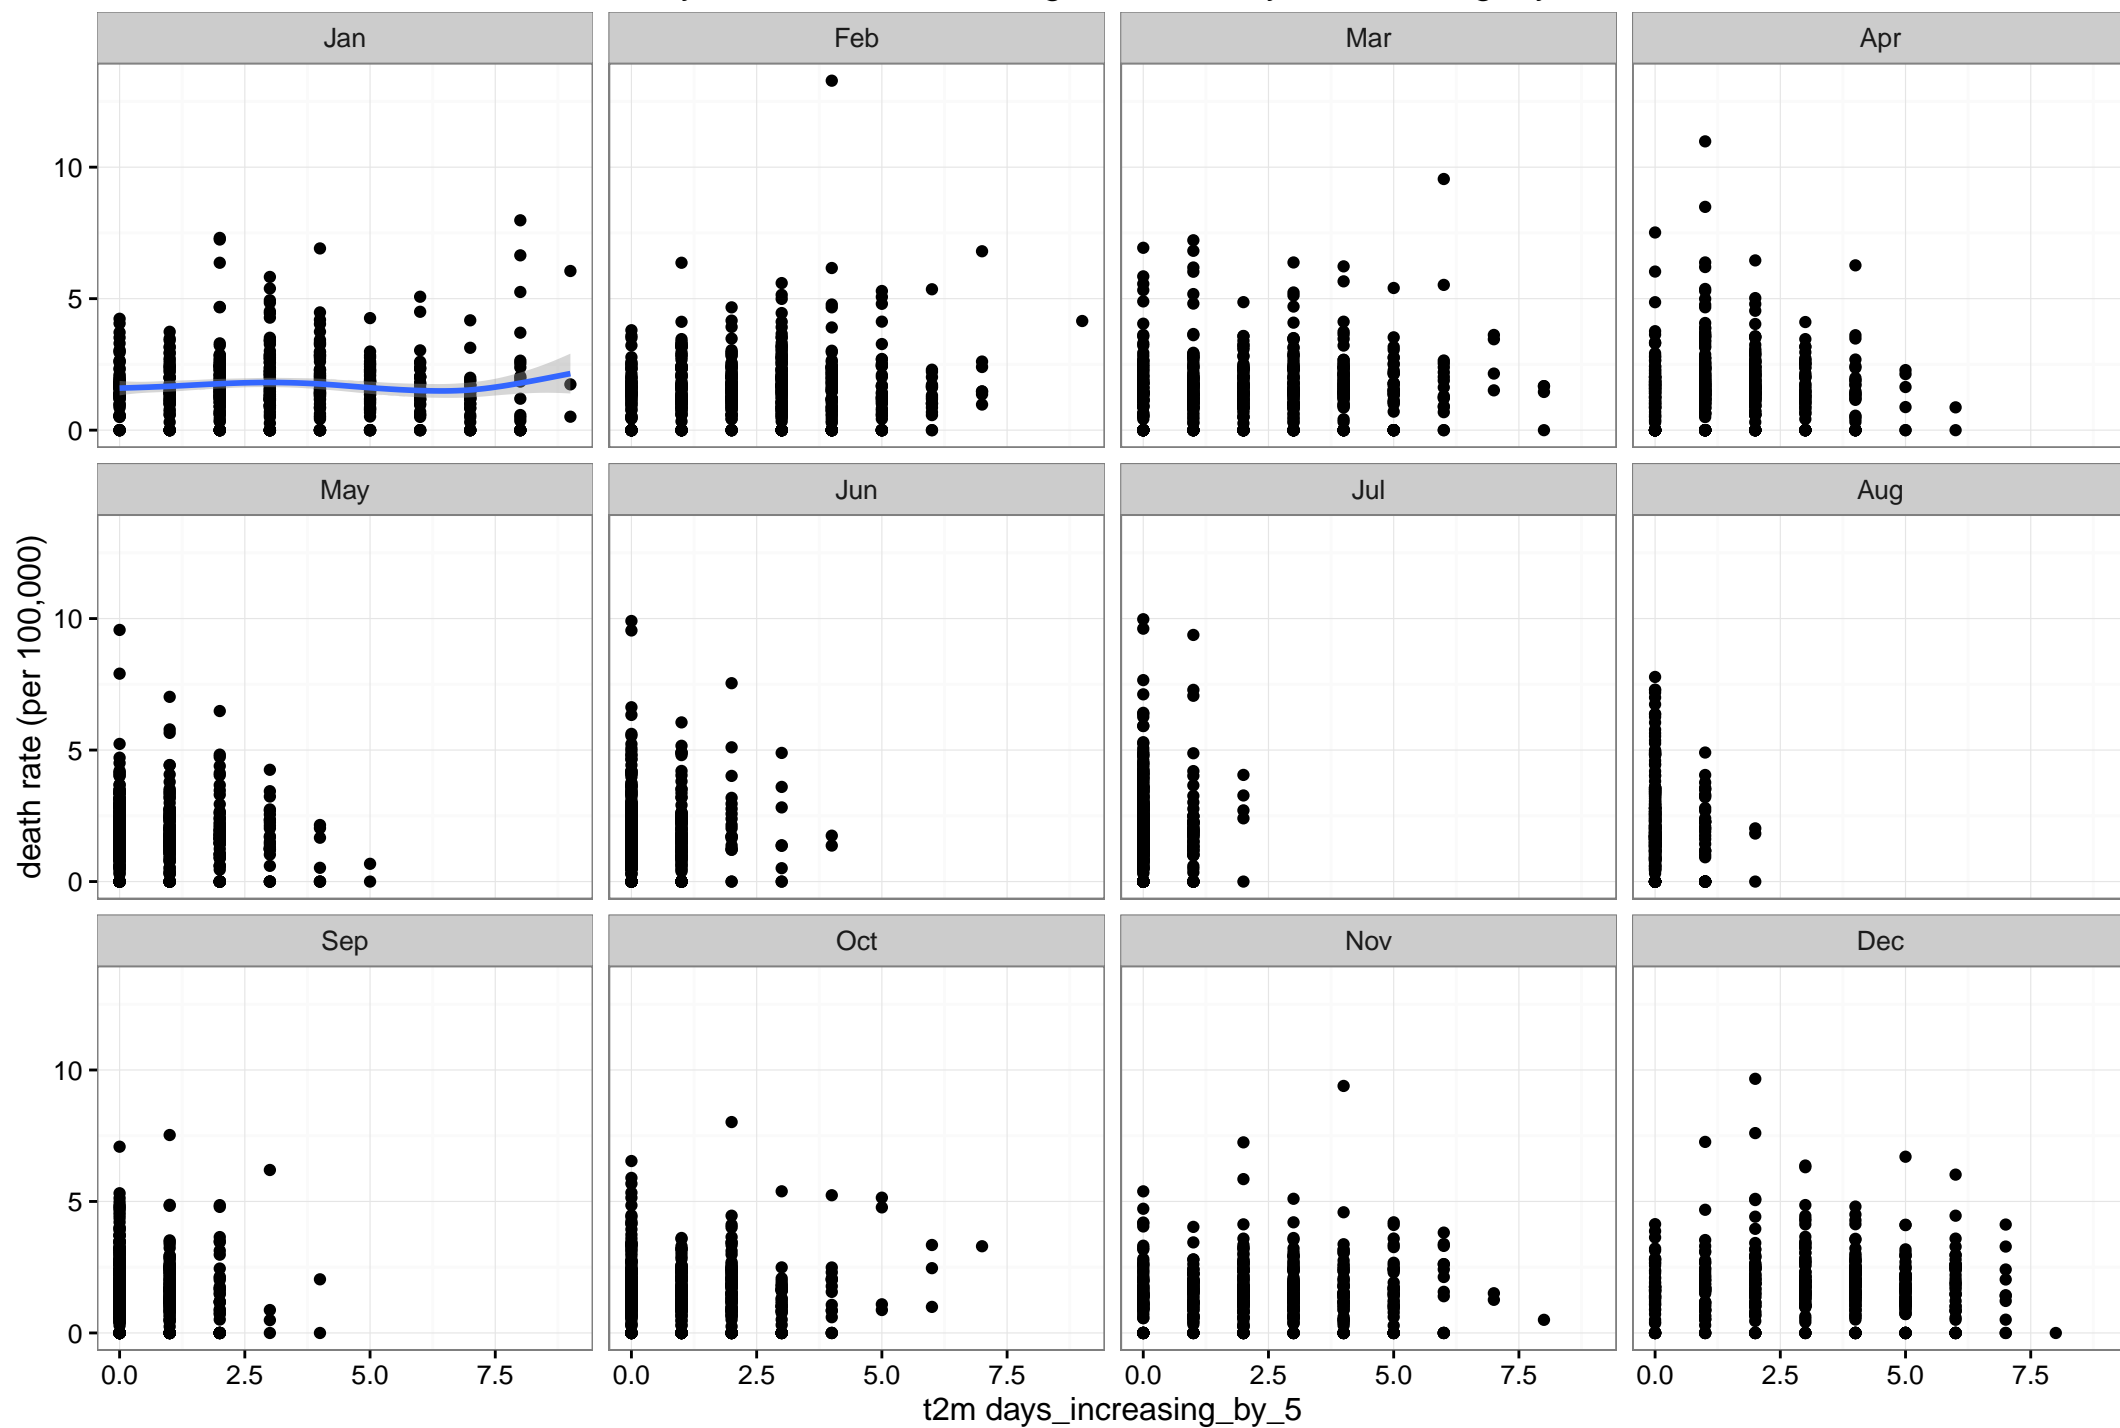 Jan Feb Mar Apr
10
5
0
May Jun Jul Aug
death rate (per 100,000)
10
5
0
Sep Oct Nov Dec
10
5
0
0.0 2.5 5.0 7.5 0.0 2.5 5.0 7.5 0.0 2.5 5.0 7.5 0.0 2.5 5.0 7.5
t2m days_increasing_by_5